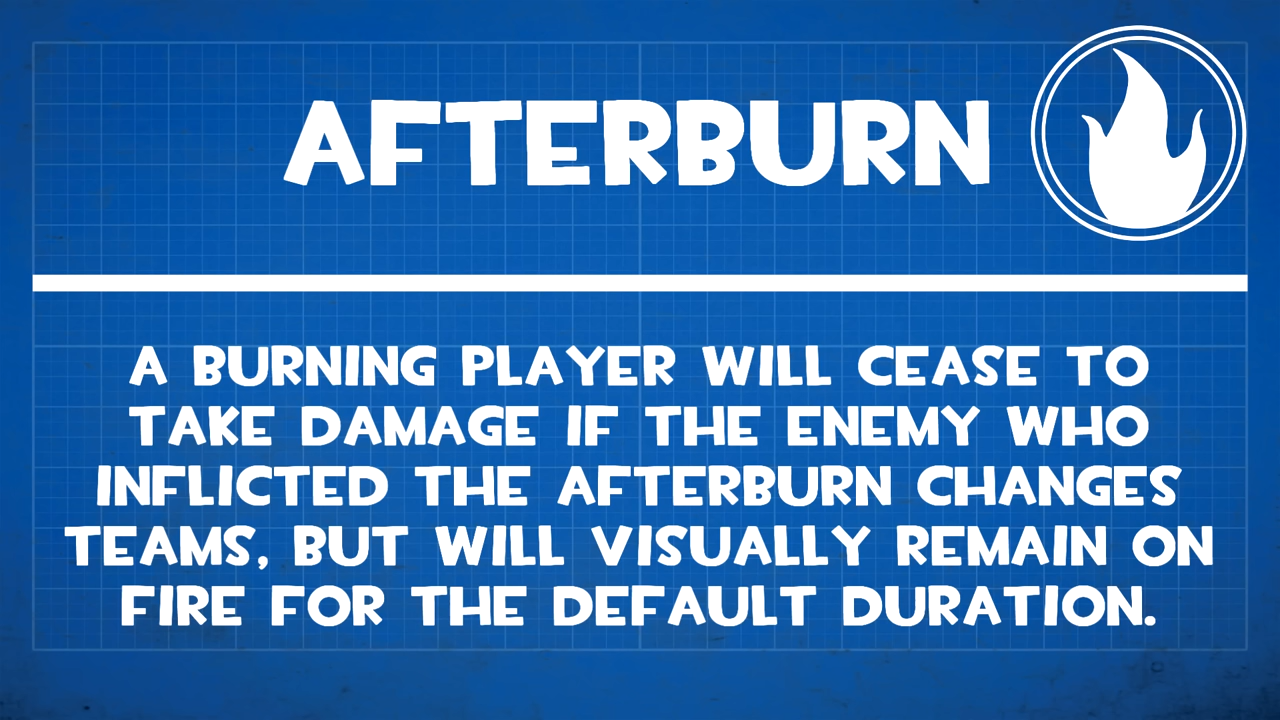 AFTERBURN
A BURNING PLAYER WILL CEASE TO
TAKE DAMAGE IF THE ENEMY WHO
INFLICTED THE AFTERBURN CHANGES
TEAMS, BUT WILL VISUALLY REMAIN ON
FIRE FOR THE DEFAULT DURATION.